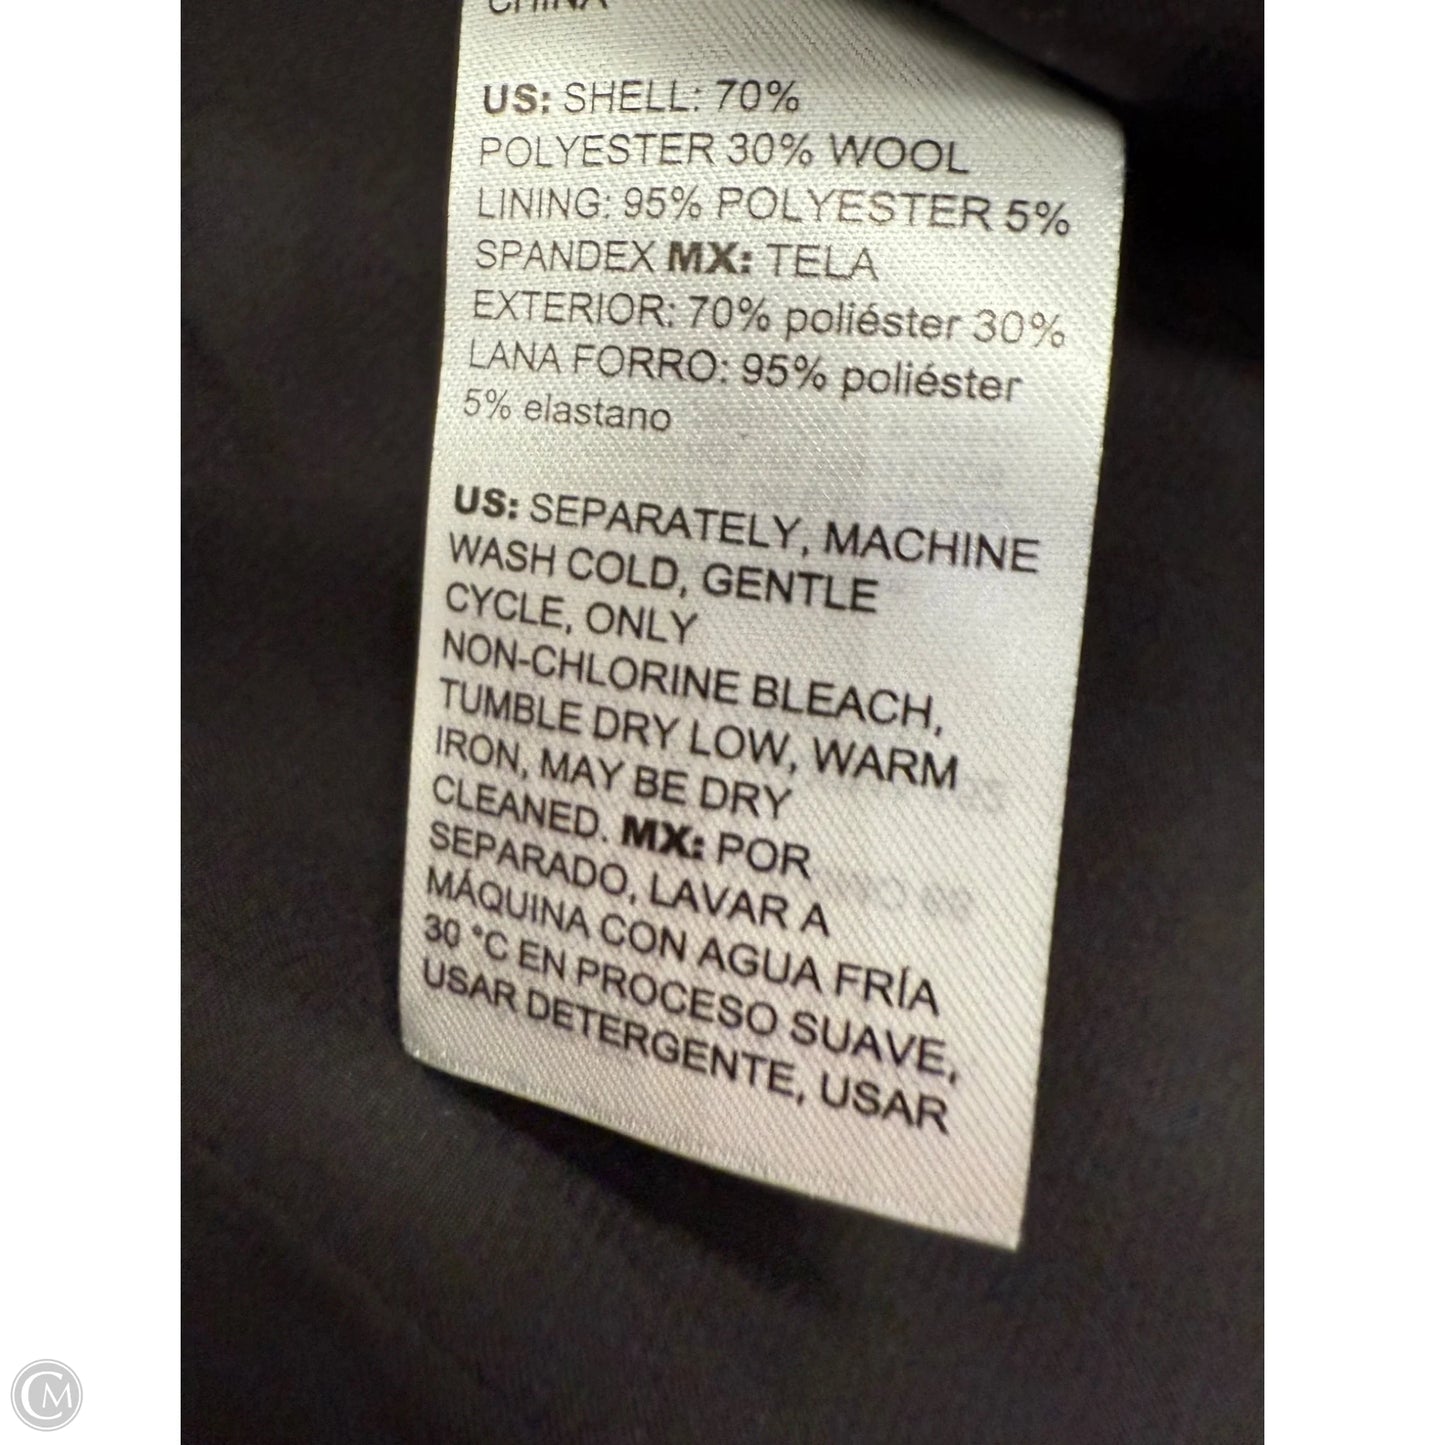 CHINA
US: SHELL: 70%
POLYESTER 30% WOOL
LINING: 95% POLYESTER 5%
SPANDEX MX: TELA
EXTERIOR: 70% poliéster 30%
LANA FORRO: 95% poliéster
5% elastano
US: SEPARATELY, MACHINE
WASH COLD, GENTLE
CYCLE, ONLY
NON-CHLORINE BLEACH,
TUMBLE DRY LOW, WARM
IRON, MAY BE DRY
CLEANED. MX: POR
SEPARADO, LAVAR A
MÁQUINA CON AGUA FRÍA
30 °C EN PROCESO SUAVE,
USAR DETERGENTE, USAR
CM